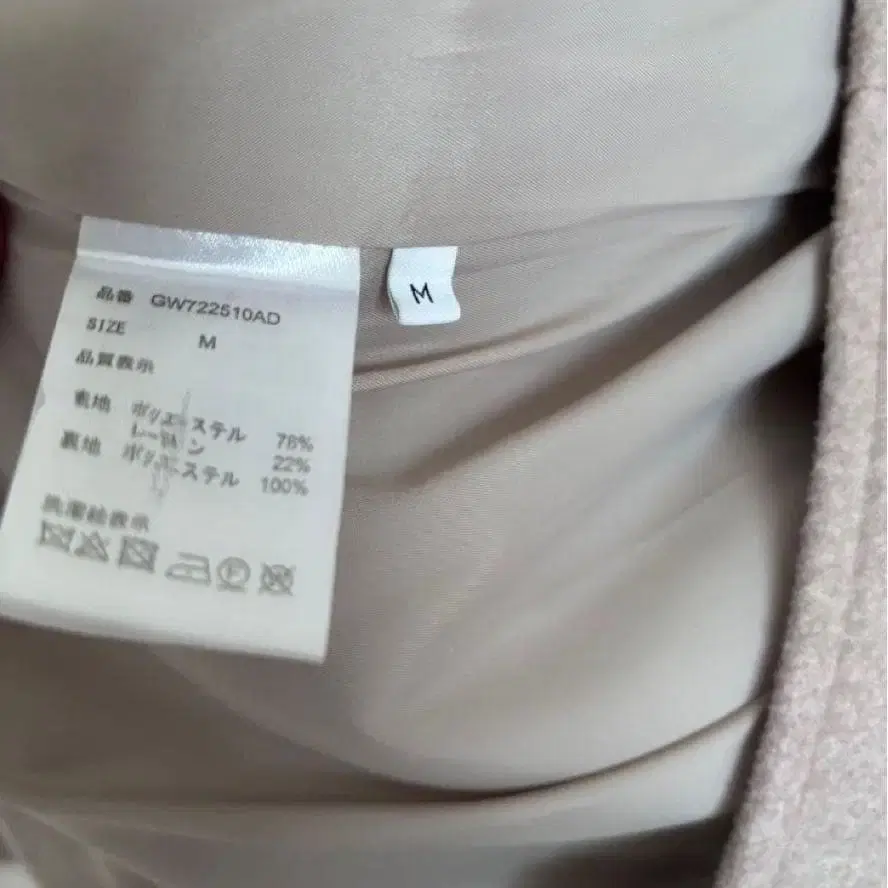 品番 GW722510AD
SIZE M
品質表示
表地 ポリエステル 78%
レーヨン 22%
裏地 ポリエステル 100%
洗濯絵表示
M